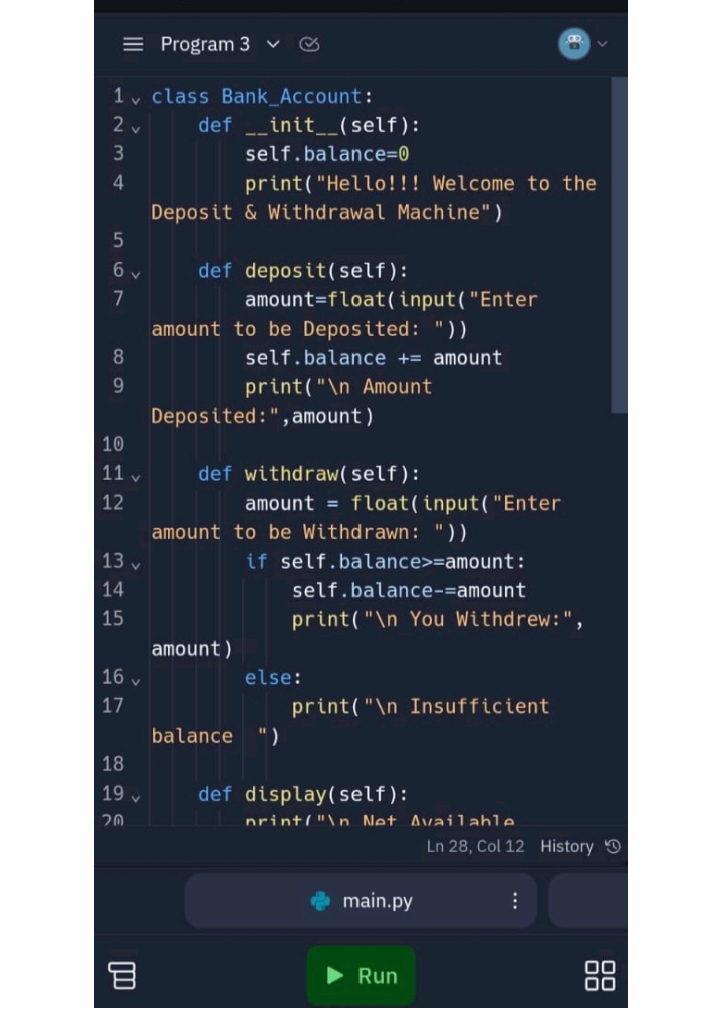 Program 3
1 class Bank_Account:
2     def __init__(self):
3         self.balance=0
4         print("Hello!!! Welcome to the
Deposit & Withdrawal Machine")
5
6     def deposit(self):
7         amount=float(input("Enter
amount to be Deposited: "))
8         self.balance += amount
9         print("\n Amount
Deposited:",amount)
10
11     def withdraw(self):
12         amount = float(input("Enter
amount to be Withdrawn: "))
13         if self.balance>=amount:
14             self.balance-=amount
15             print("\n You Withdrew:",
amount)
16         else:
17             print("\n Insufficient
balance  ")
18
19     def display(self):
20         print("\n Net Available
Ln 28, Col 12 History
main.py
Run